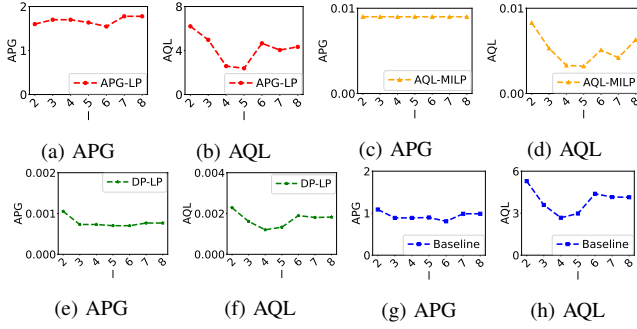 2
1
0
APG
APG-LP
2 3 4 5 6 7 8
I
8
4
0
AQL
APG-LP
2 3 4 5 6 7 8
I
0.01
0.00
APG
AQL-MILP
2 3 4 5 6 7 8
I
0.01
0.00
AQL
AQL-MILP
2 3 4 5 6 7 8
I
(a) APG
(b) AQL
(c) APG
(d) AQL
0.002
0.001
0.000
APG
DP-LP
2 3 4 5 6 7 8
I
0.004
0.002
0.000
AQL
DP-LP
2 3 4 5 6 7 8
I
2
1
0
APG
Baseline
2 3 4 5 6 7 8
I
6
3
0
AQL
Baseline
2 3 4 5 6 7 8
I
(e) APG
(f) AQL
(g) APG
(h) AQL